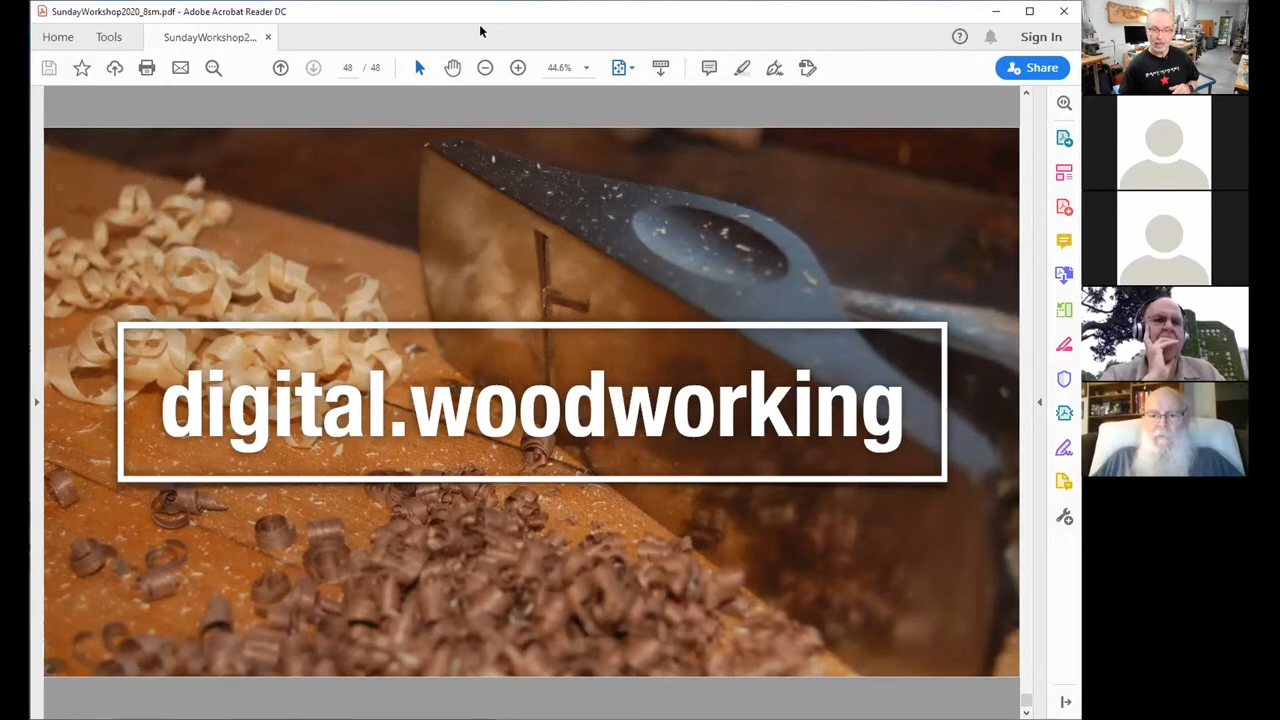 SundayWorkshop2020_8sm.pdf - Adobe Acrobat Reader DC
Home
Tools
SundayWorkshop2...
Sign In
48 / 48
44.6%
Share
digital.woodworking